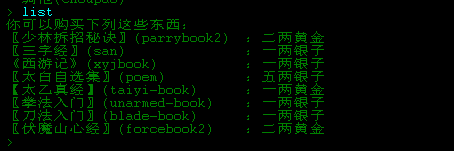 > list
你可以购买下列这些东西：
〖少林拆招秘诀〗(parrybook2) ：二两黄金
〖三字经〗(san) ：一两银子
《西游记》(xyjbook) ：一两银子
〖太白自选集〗(poem) ：五两银子
【太乙真经】(taiyi-book) ：一两黄金
〖拳法入门〗(unarmed-book) ：一两银子
〖刀法入门〗(blade-book) ：一两银子
〖伏魔山心经〗(forcebook2) ：二两黄金
>